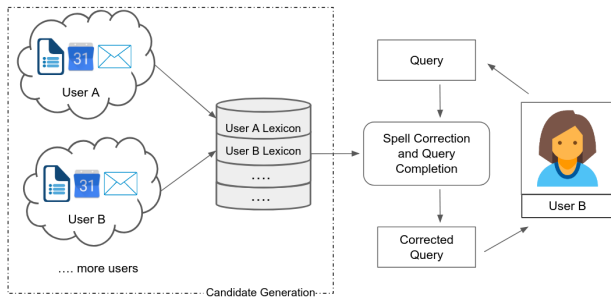 31
User A
31
User B
.... more users
User A Lexicon
User B Lexicon
....
....
Candidate Generation
Query
Spell Correction
and Query
Completion
Corrected
Query
User B